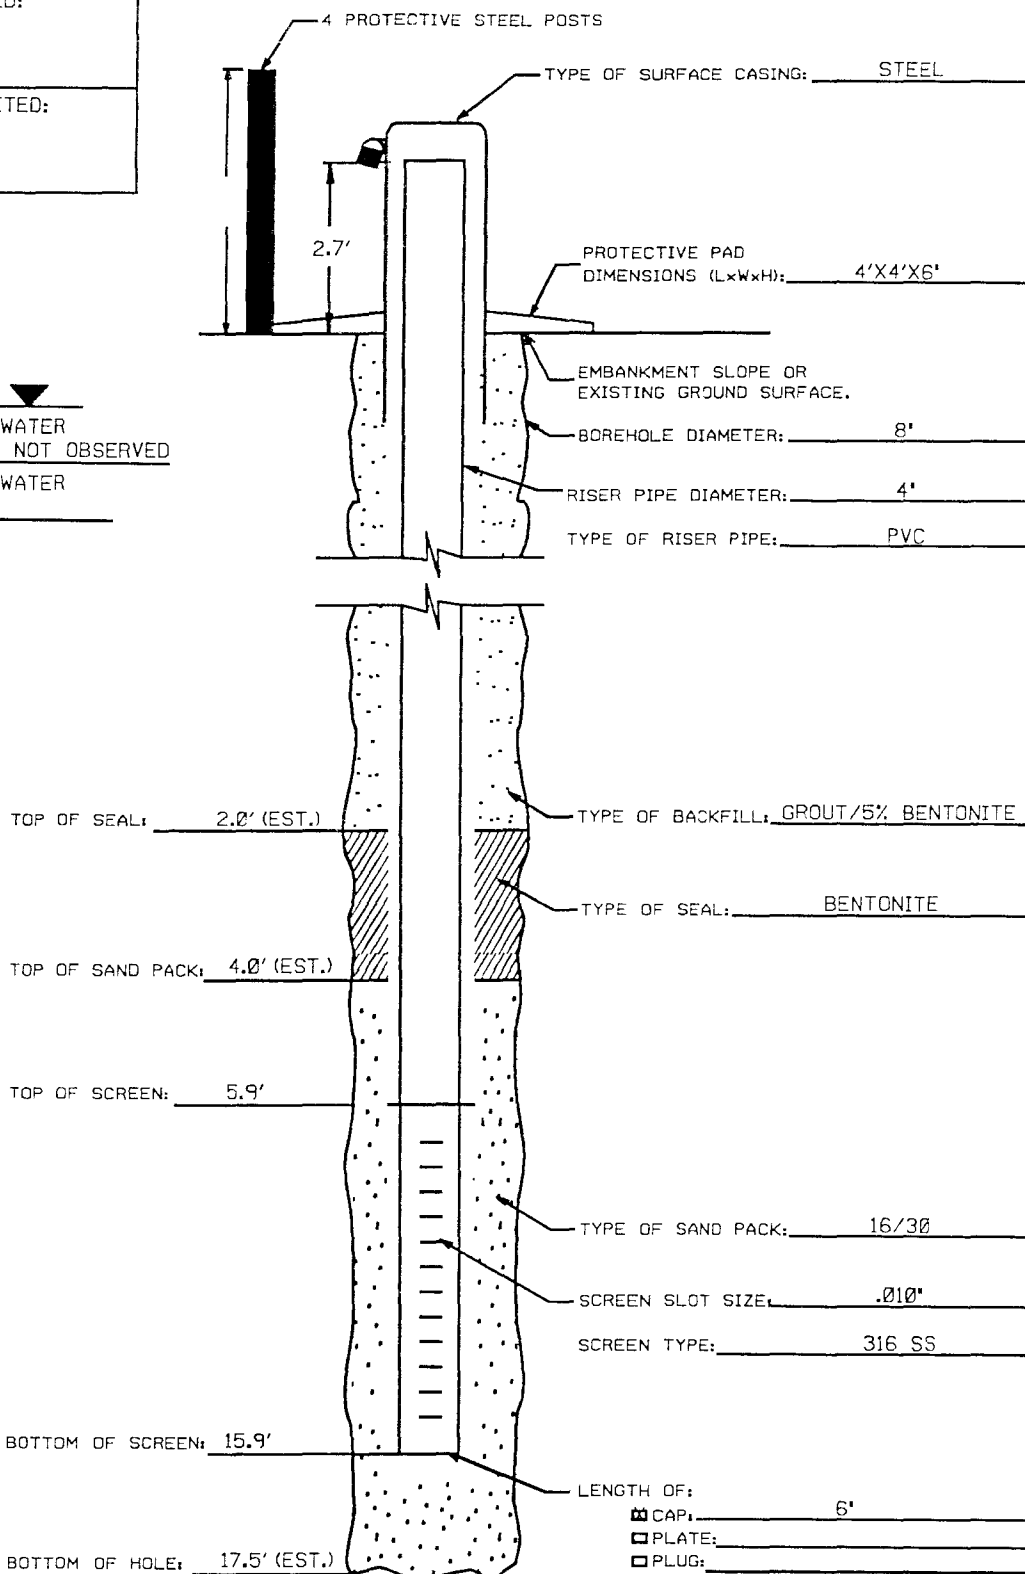 4 PROTECTIVE STEEL POSTS
TYPE OF SURFACE CASING: STEEL
2.7'
PROTECTIVE PAD
DIMENSIONS (LxWxH): 4'X4'X6"
EMBANKMENT SLOPE OR
EXISTING GROUND SURFACE.
WATER
NOT OBSERVED
WATER
BOREHOLE DIAMETER: 8"
RISER PIPE DIAMETER: 4"
TYPE OF RISER PIPE: PVC
TOP OF SEAL: 2.0' (EST.)
TYPE OF BACKFILL: GROUT/5% BENTONITE
TYPE OF SEAL: BENTONITE
TOP OF SAND PACK: 4.0' (EST.)
TOP OF SCREEN: 5.9'
TYPE OF SAND PACK: 16/30
SCREEN SLOT SIZE: .010"
SCREEN TYPE: 316 SS
BOTTOM OF SCREEN: 15.9'
LENGTH OF:
CAP: 6"
PLATE:
PLUG:
BOTTOM OF HOLE: 17.5' (EST.)